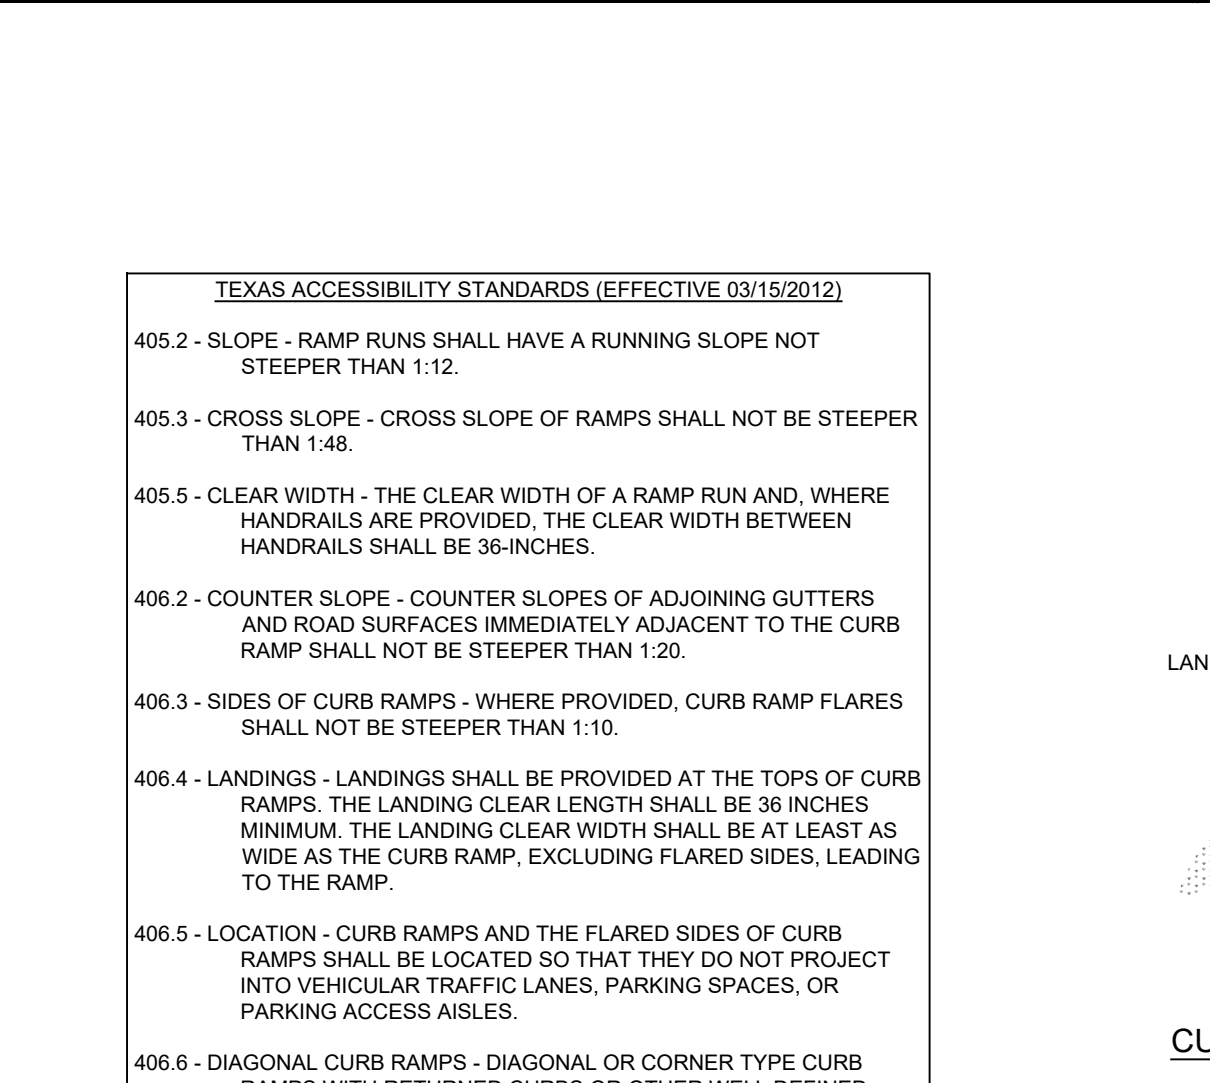 TEXAS ACCESSIBILITY STANDARDS (EFFECTIVE 03/15/2012)
405.2 - SLOPE - RAMP RUNS SHALL HAVE A RUNNING SLOPE NOT
STEEPER THAN 1:12.
405.3 - CROSS SLOPE - CROSS SLOPE OF RAMPS SHALL NOT BE STEEPER
THAN 1:48.
405.5 - CLEAR WIDTH - THE CLEAR WIDTH OF A RAMP RUN AND, WHERE
HANDRAILS ARE PROVIDED, THE CLEAR WIDTH BETWEEN
HANDRAILS SHALL BE 36-INCHES.
406.2 - COUNTER SLOPE - COUNTER SLOPES OF ADJOINING GUTTERS
AND ROAD SURFACES IMMEDIATELY ADJACENT TO THE CURB
RAMP SHALL NOT BE STEEPER THAN 1:20.
406.3 - SIDES OF CURB RAMPS - WHERE PROVIDED, CURB RAMP FLARES
SHALL NOT BE STEEPER THAN 1:10.
406.4 - LANDINGS - LANDINGS SHALL BE PROVIDED AT THE TOPS OF CURB
RAMPS. THE LANDING CLEAR LENGTH SHALL BE 36 INCHES
MINIMUM. THE LANDING CLEAR WIDTH SHALL BE AT LEAST AS
WIDE AS THE CURB RAMP, EXCLUDING FLARED SIDES, LEADING
TO THE RAMP.
406.5 - LOCATION - CURB RAMPS AND THE FLARED SIDES OF CURB
RAMPS SHALL BE LOCATED SO THAT THEY DO NOT PROJECT
INTO VEHICULAR TRAFFIC LANES, PARKING SPACES, OR
PARKING ACCESS AISLES.
406.6 - DIAGONAL CURB RAMPS - DIAGONAL OR CORNER TYPE CURB
RAMPS WITH RETURNED CURBS OR OTHER WELL DEFINED
LAN